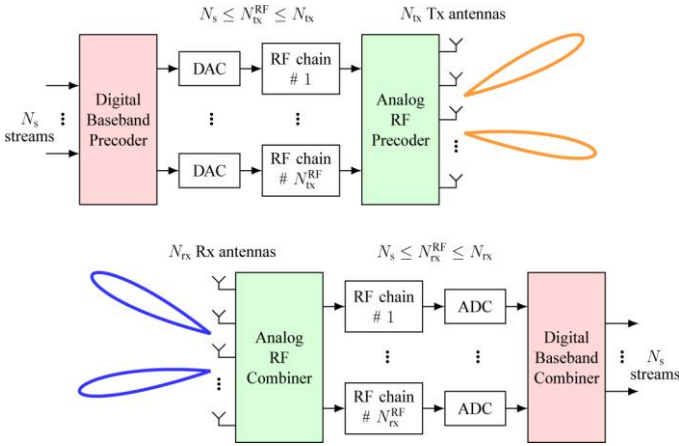 N_s ≤ N_tx^RF ≤ N_tx
N_tx Tx antennas
N_s
streams
Digital
Baseband
Precoder
DAC
RF chain
# 1
DAC
RF chain
# N_tx^RF
Analog
RF
Precoder
N_rx Rx antennas
N_s ≤ N_rx^RF ≤ N_rx
Analog
RF
Combiner
RF chain
# 1
ADC
RF chain
# N_rx^RF
ADC
Digital
Baseband
Combiner
N_s
streams